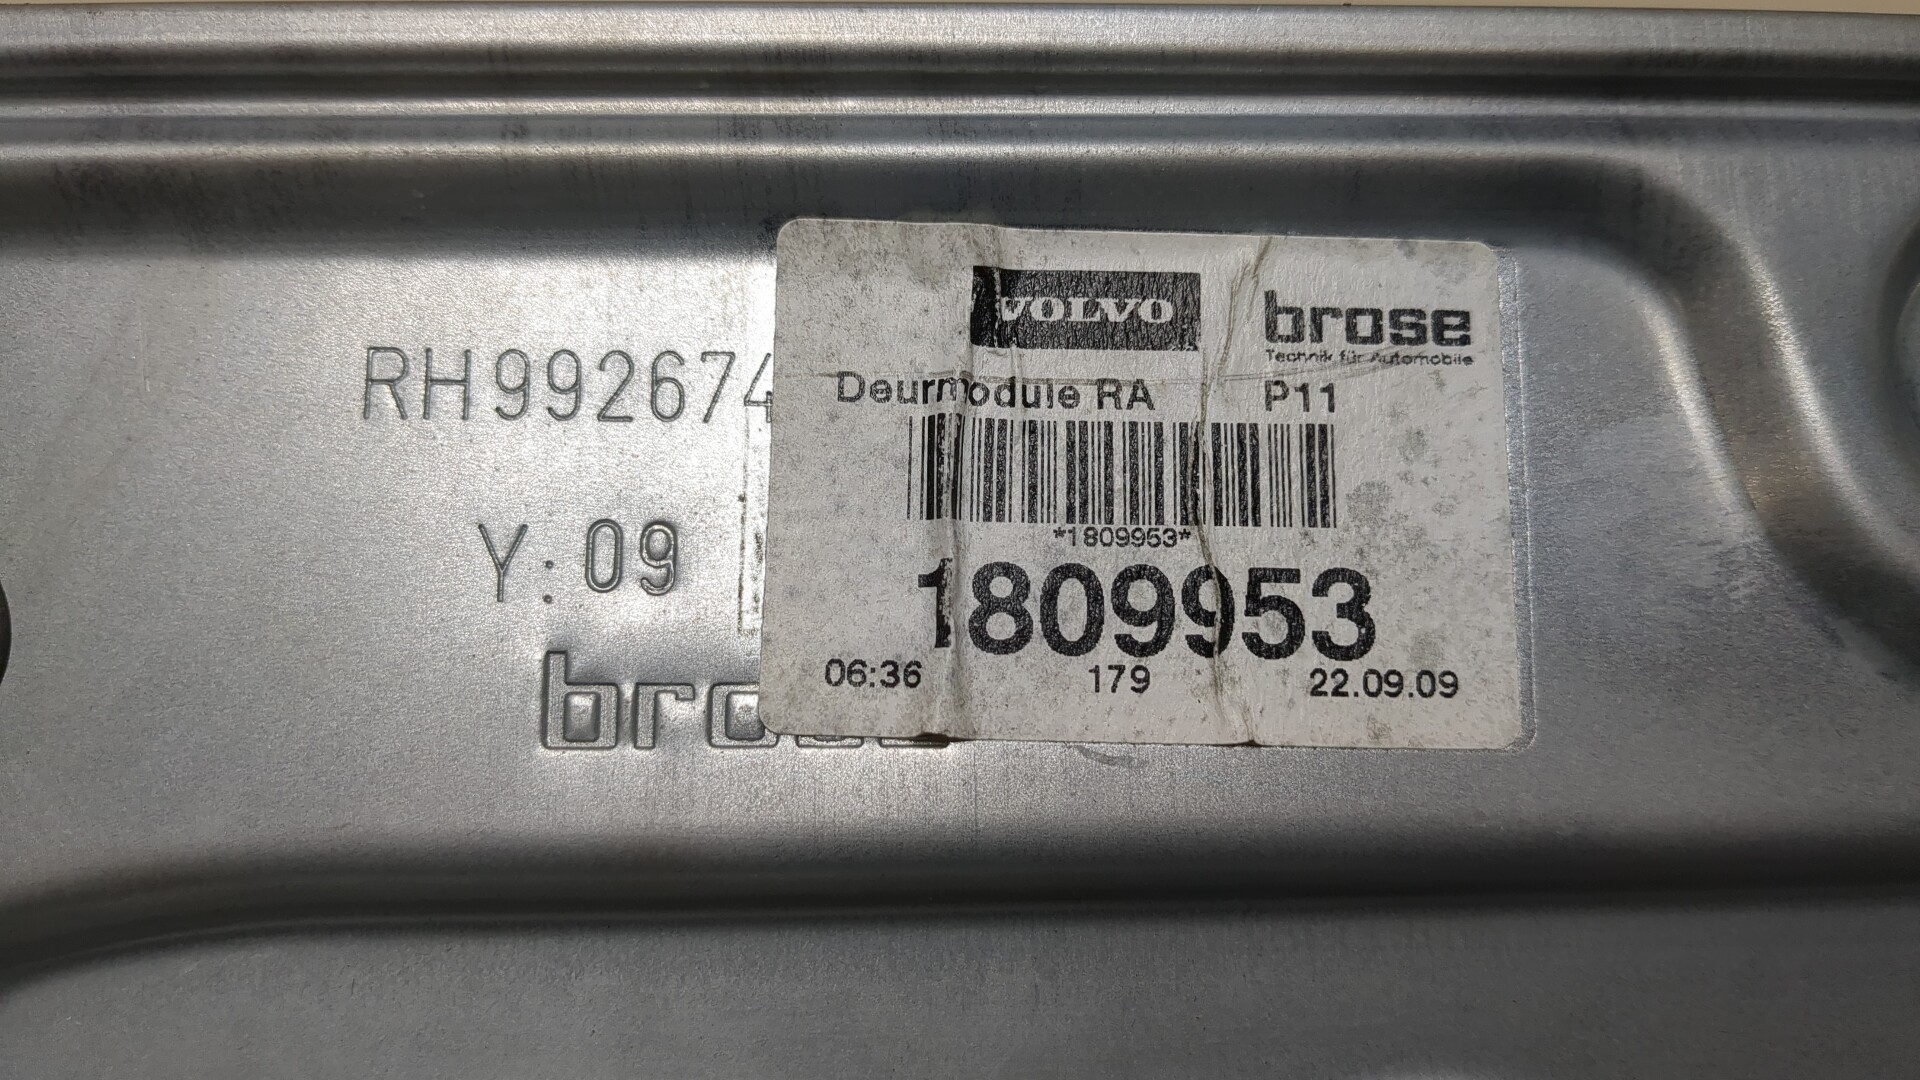 RH992674
Y: 09
VOLVO
brose
Technik für Automobile
Deurmodule RA P11
*1809953*
1809953
06:36 179 22.09.09